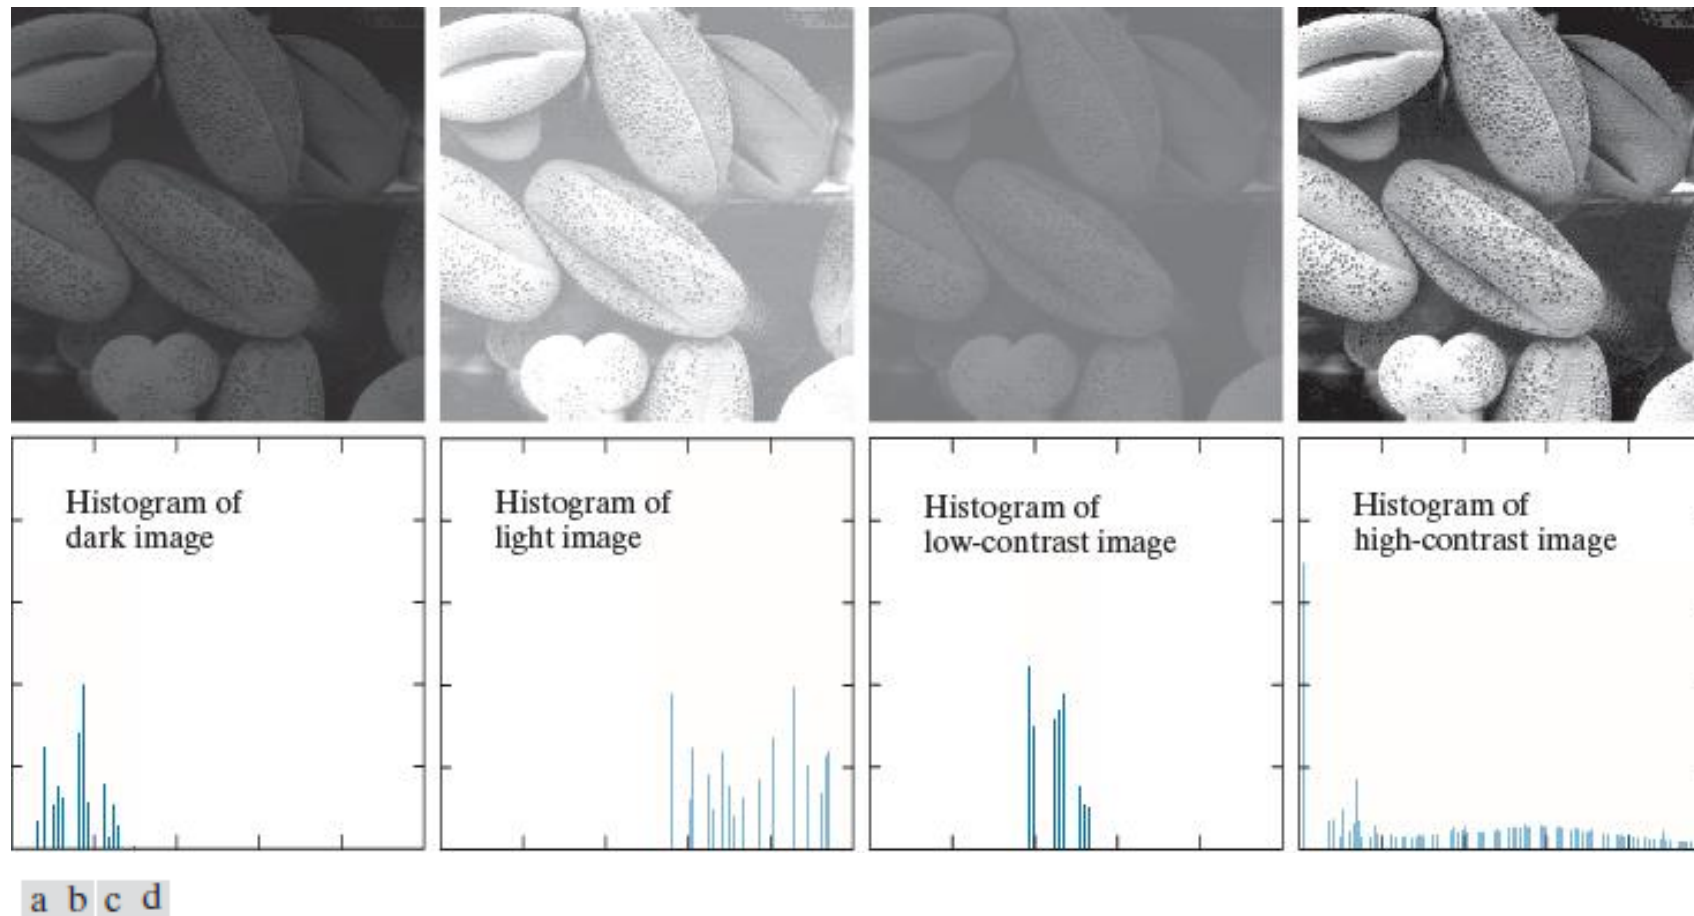 Histogram of
dark image
Histogram of
light image
Histogram of
low-contrast image
Histogram of
high-contrast image
a b c d